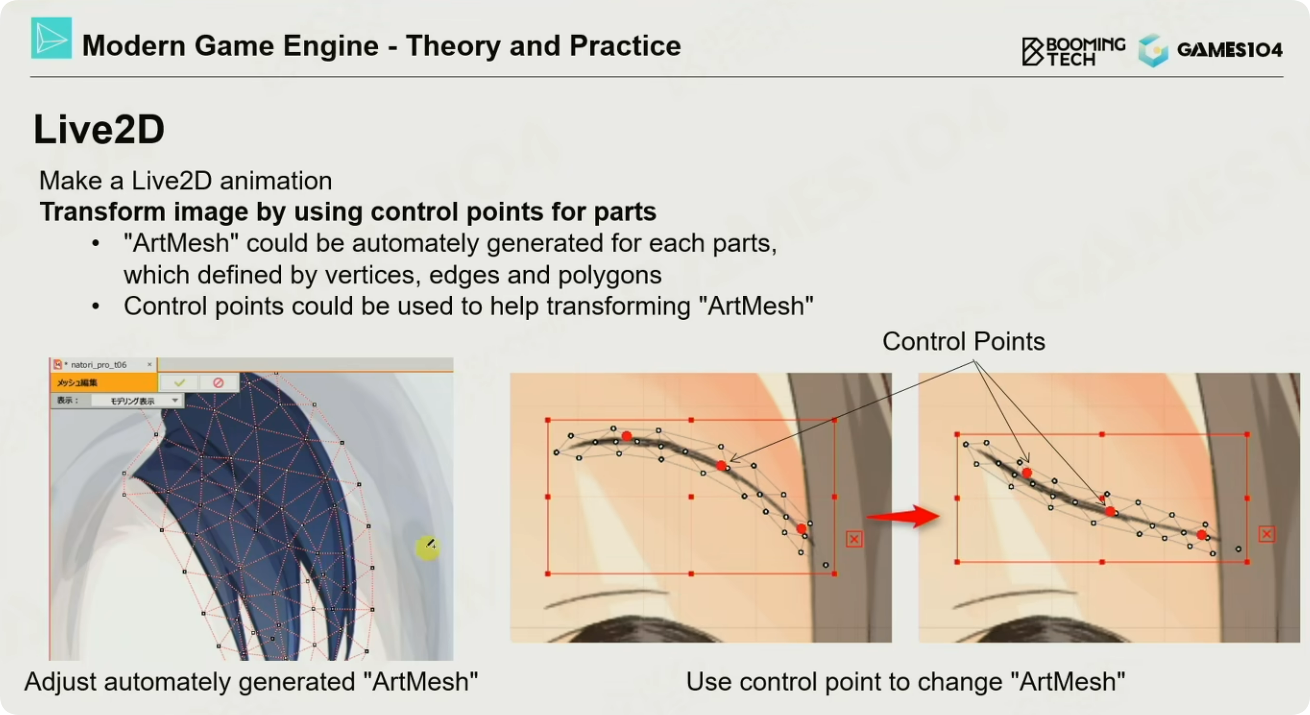 Modern Game Engine - Theory and Practice
BOOMING
TECH
GAMES104
Live2D
Make a Live2D animation
Transform image by using control points for parts
• "ArtMesh" could be automately generated for each parts,
which defined by vertices, edges and polygons
• Control points could be used to help transforming "ArtMesh"
Control Points
* natori_pro_t06
メッシュ編集
表示： モデリング表示
Adjust automately generated "ArtMesh"
Use control point to change "ArtMesh"